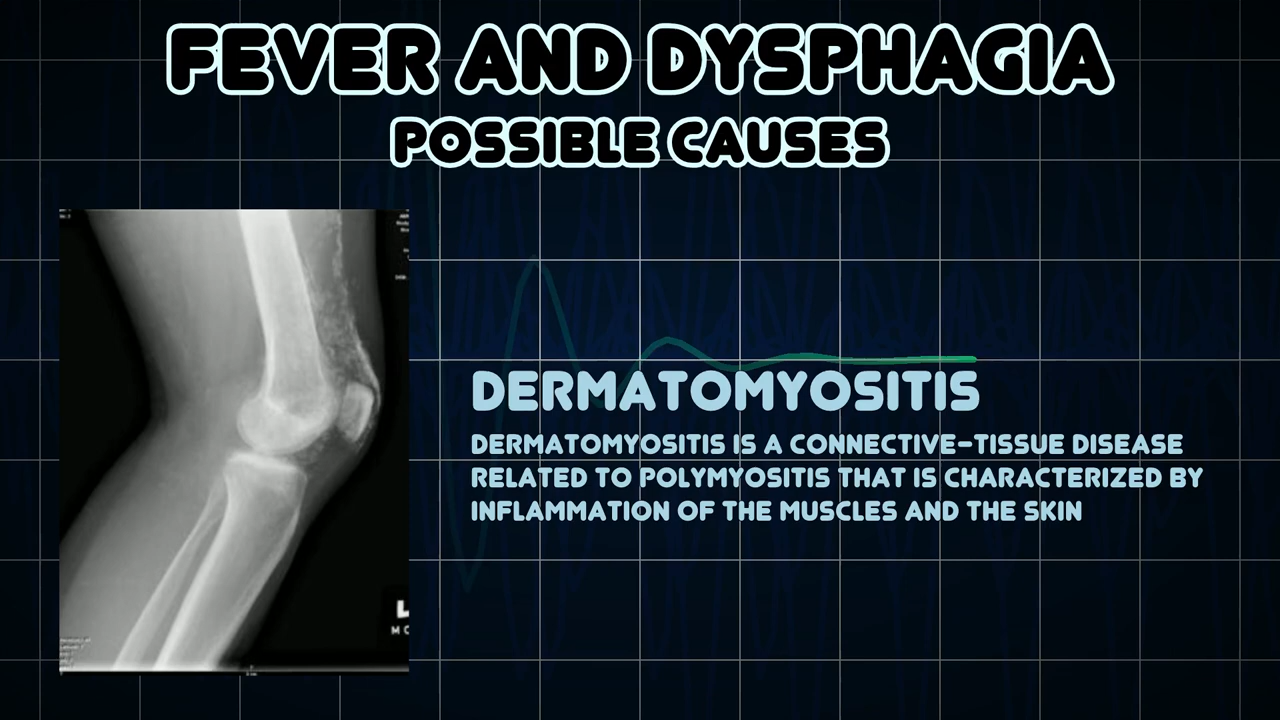 FEVER AND DYSPHAGIA
POSSIBLE CAUSES
DERMATOMYOSITIS
DERMATOMYOSITIS IS A CONNECTIVE-TISSUE DISEASE
RELATED TO POLYMYOSITIS THAT IS CHARACTERIZED BY
INFLAMMATION OF THE MUSCLES AND THE SKIN
L